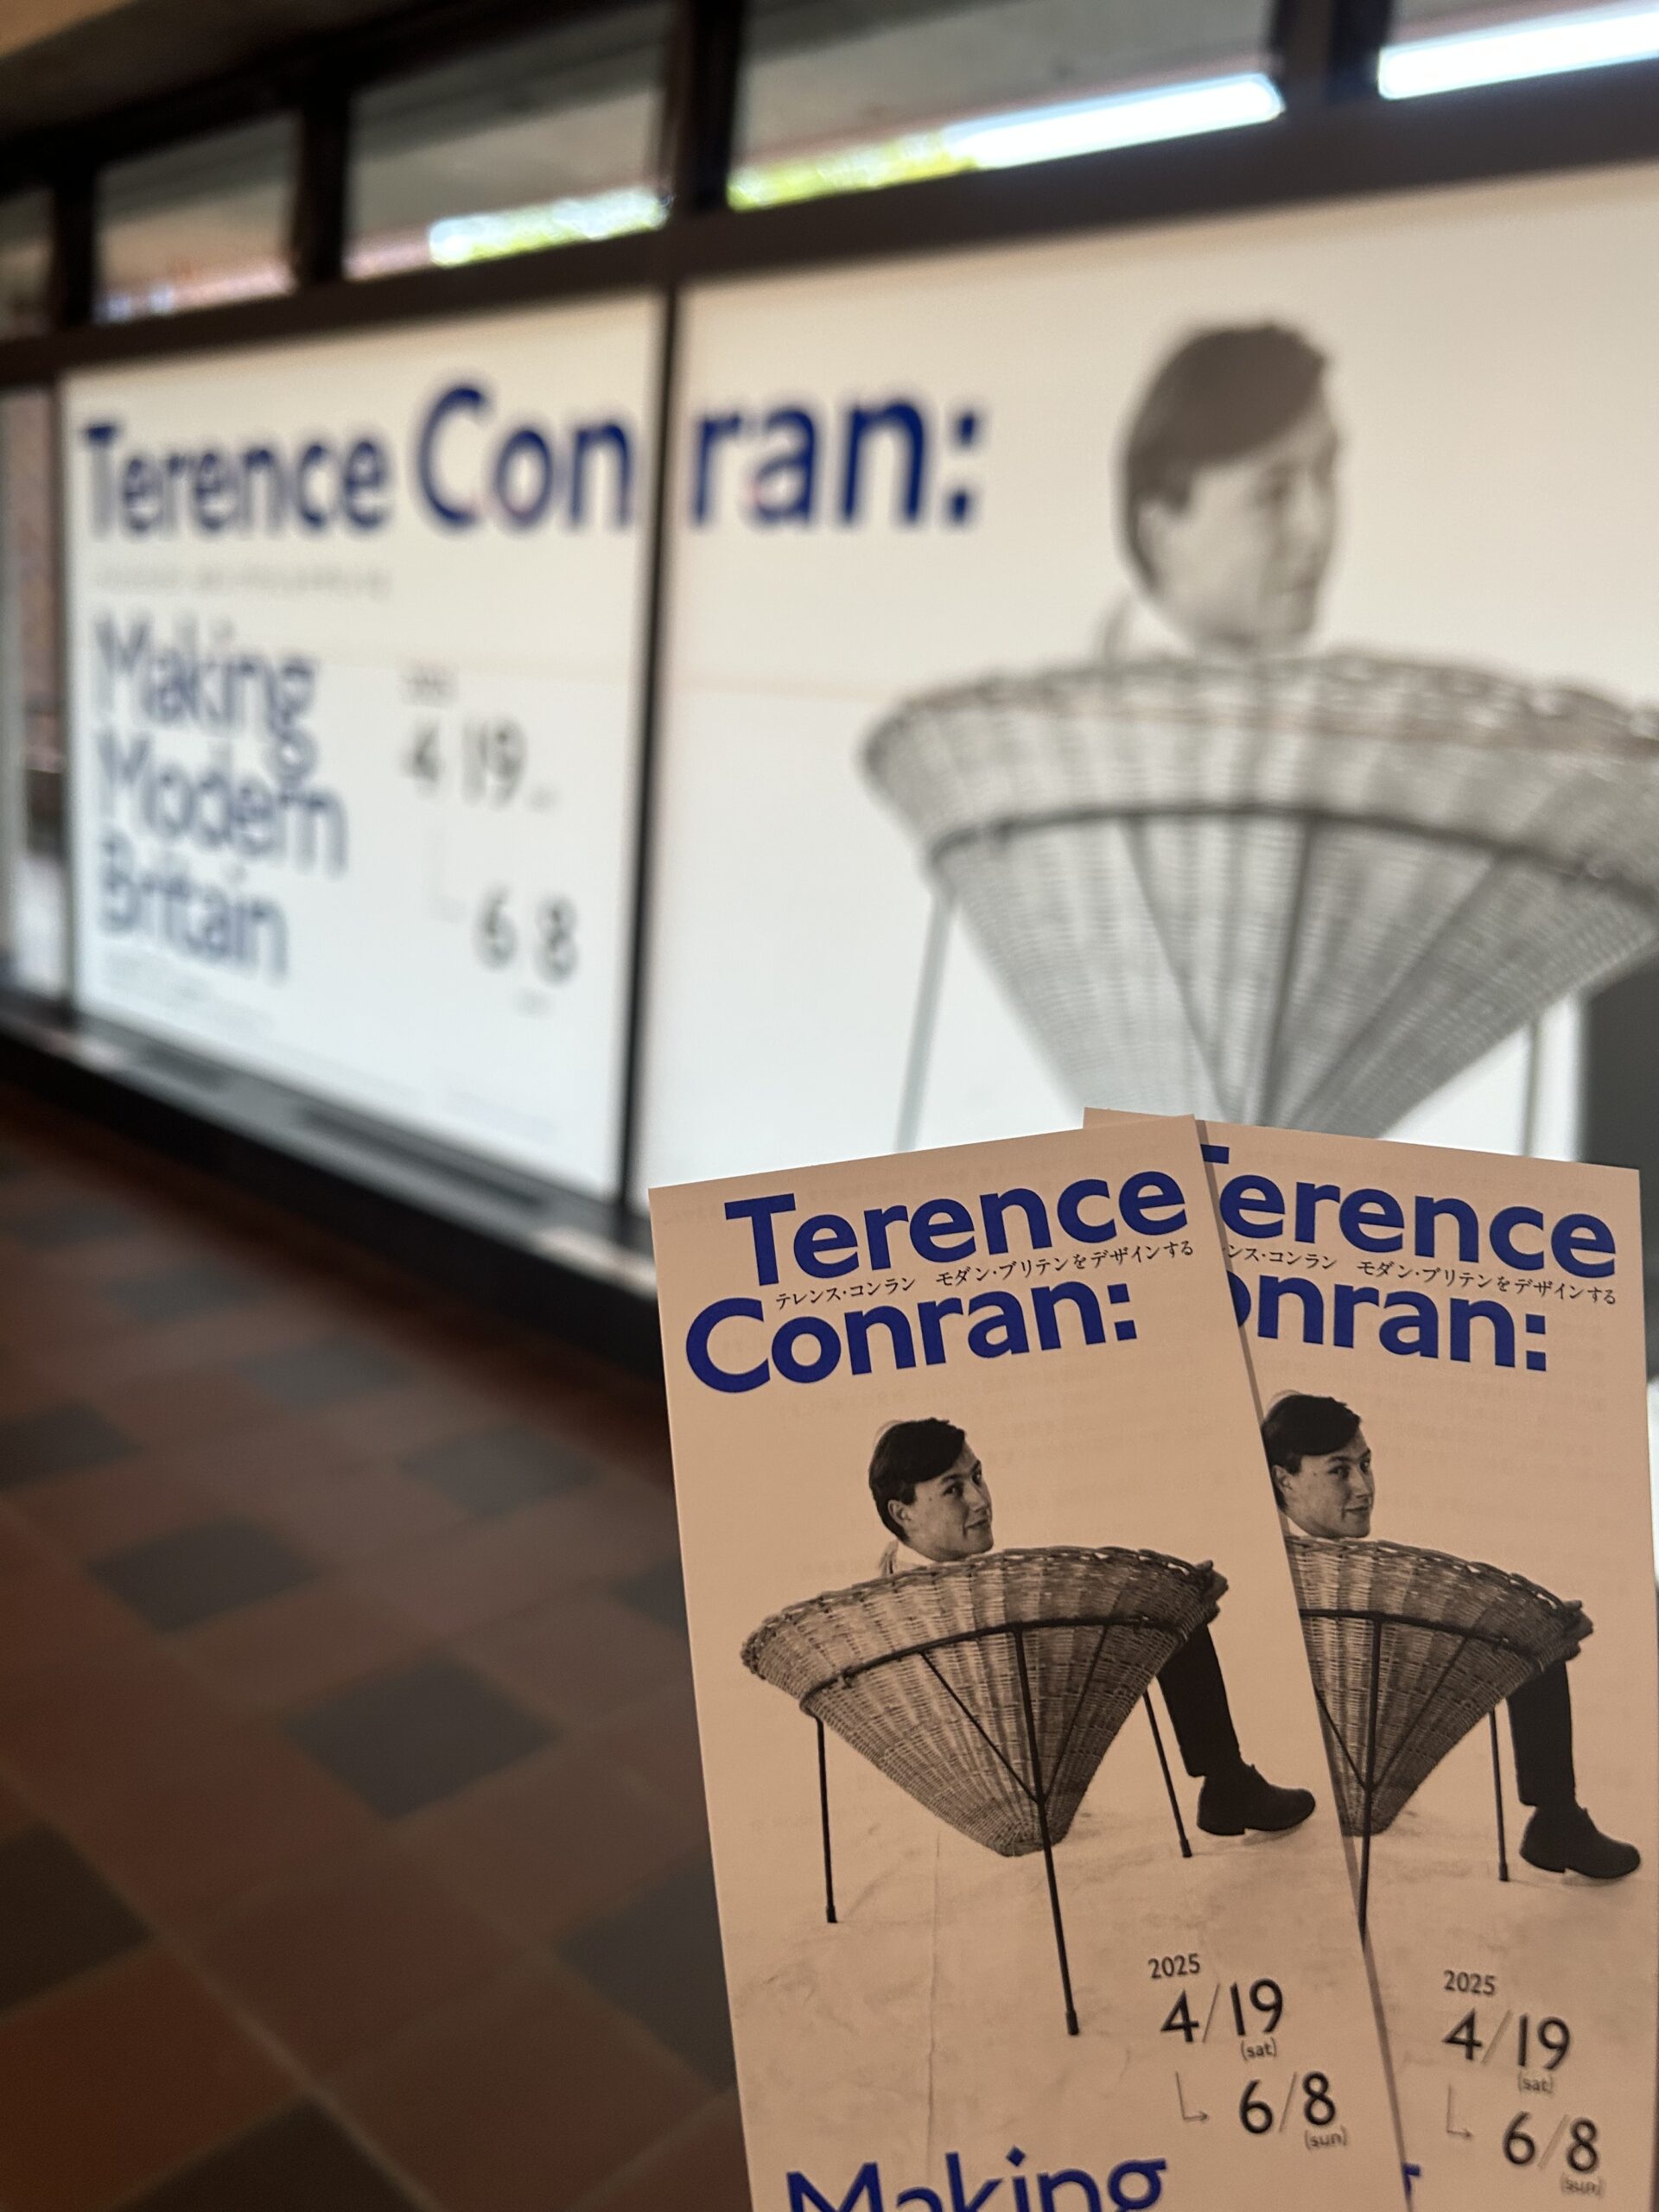 Terence Conran:
Making
Modern
Britain
4 19
6 8
Terence
テレンス・コンラン　モダン・ブリテンをデザインする
Conran:
2025
4/19
(sat)
6/8
(sun)
Making
erence
ンス・コンラン　モダン・ブリテンをデザインする
onran:
2025
4/19
(sat)
6/8
(sun)